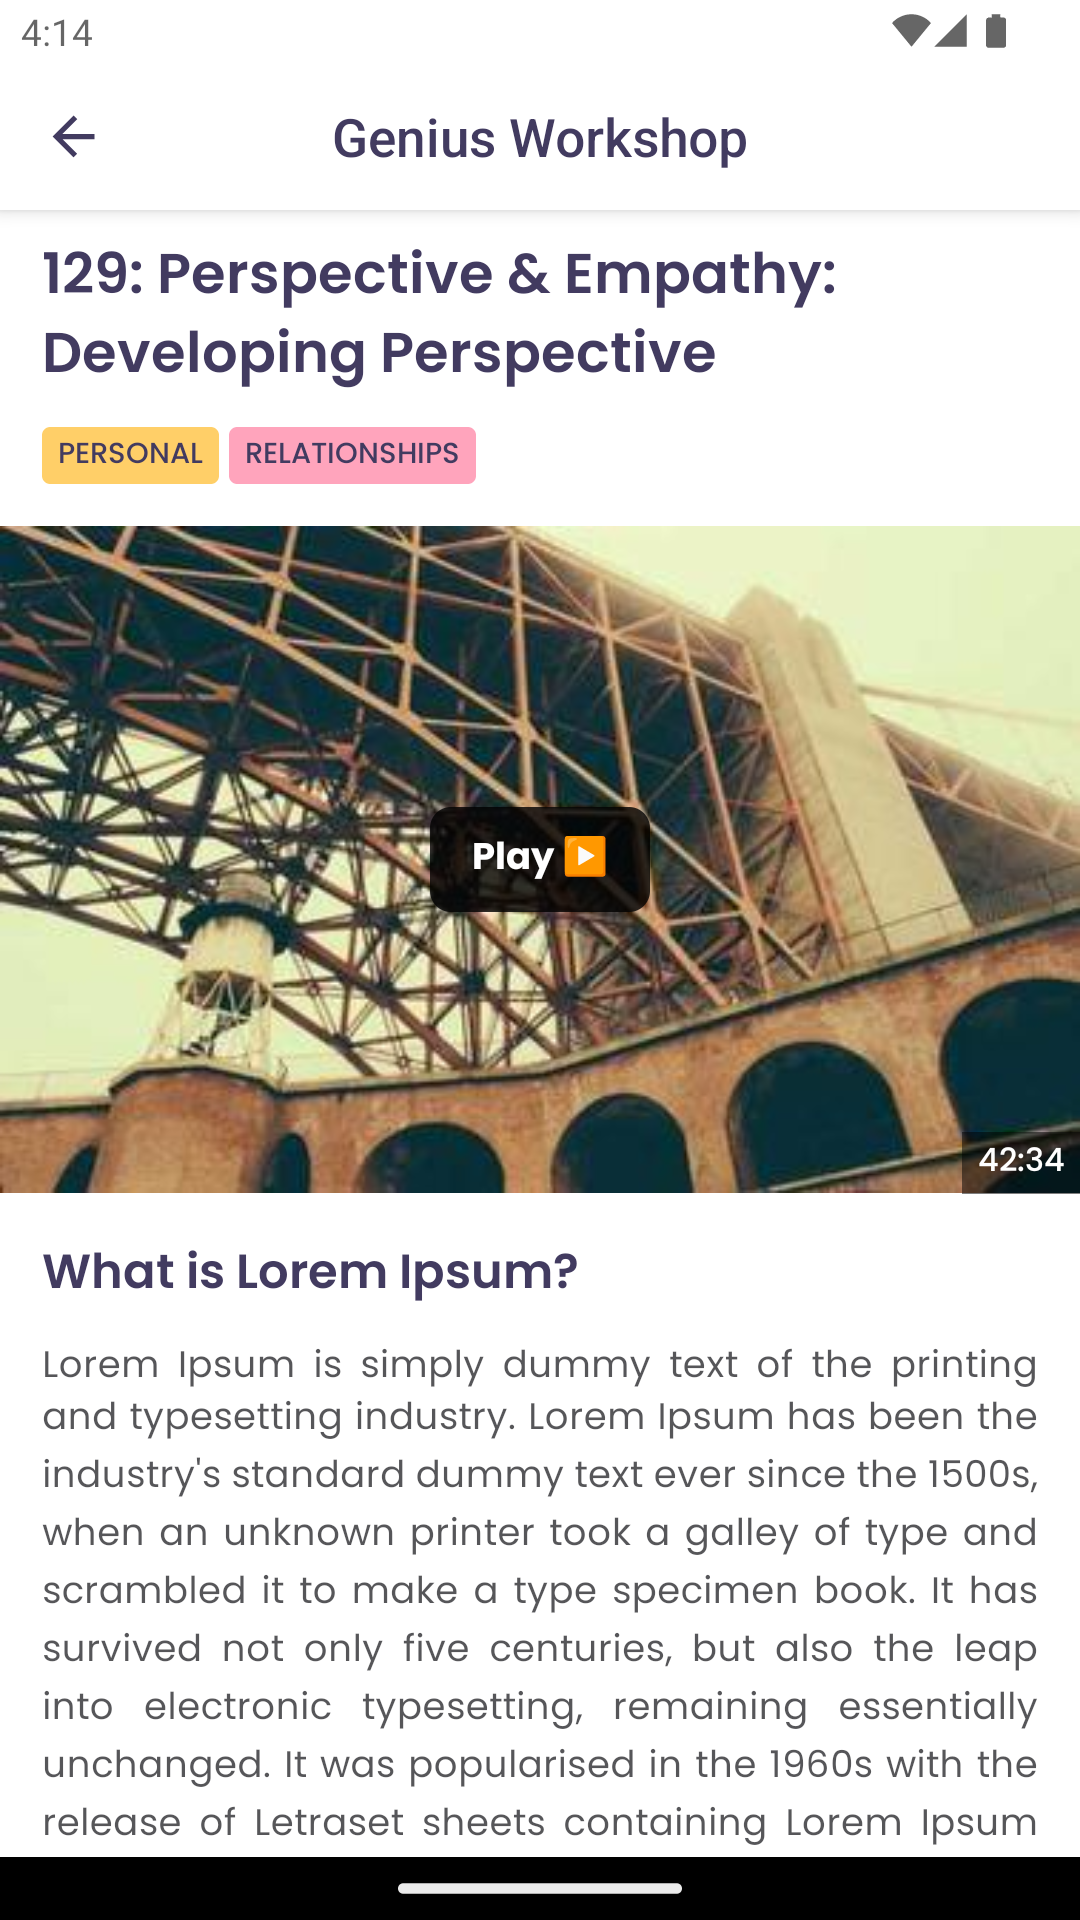 4:14
Genius Workshop
129: Perspective & Empathy:
Developing Perspective
PERSONAL RELATIONSHIPS
Play ▶️
42:34
What is Lorem Ipsum?
Lorem Ipsum is simply dummy text of the printing
and typesetting industry. Lorem Ipsum has been the
industry's standard dummy text ever since the 1500s,
when an unknown printer took a galley of type and
scrambled it to make a type specimen book. It has
survived not only five centuries, but also the leap
into electronic typesetting, remaining essentially
unchanged. It was popularised in the 1960s with the
release of Letraset sheets containing Lorem Ipsum